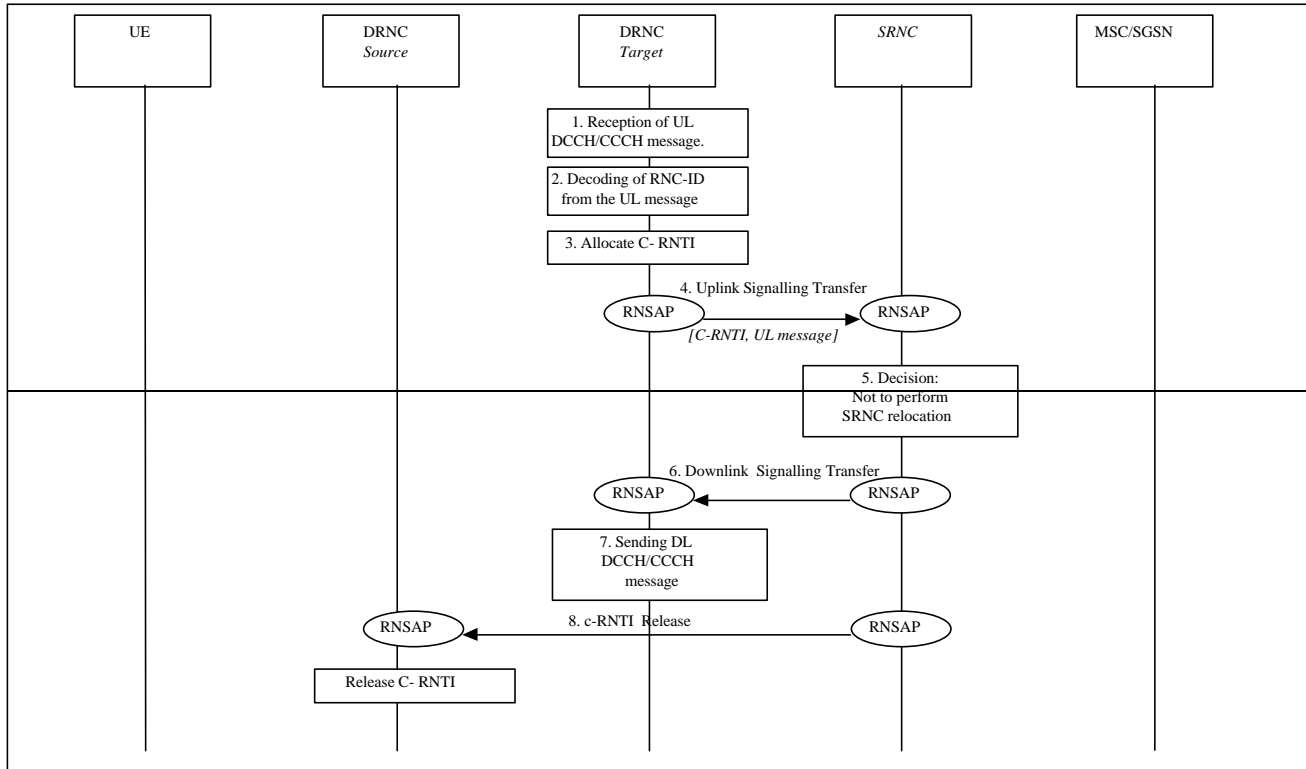 UE
DRNC
Source
DRNC
Target
SRNC
MSC/SGSN
1. Reception of UL
DCCH/CCCH message.
2. Decoding of RNC-ID
from the UL message
3. Allocate C- RNTI
4. Uplink Signalling Transfer
RNSAP
RNSAP
[C-RNTI, UL message]
5. Decision:
Not to perform
SRNC relocation
6. Downlink Signalling Transfer
RNSAP
RNSAP
7. Sending DL
DCCH/CCCH
message
8. c-RNTI Release
RNSAP
RNSAP
Release C- RNTI